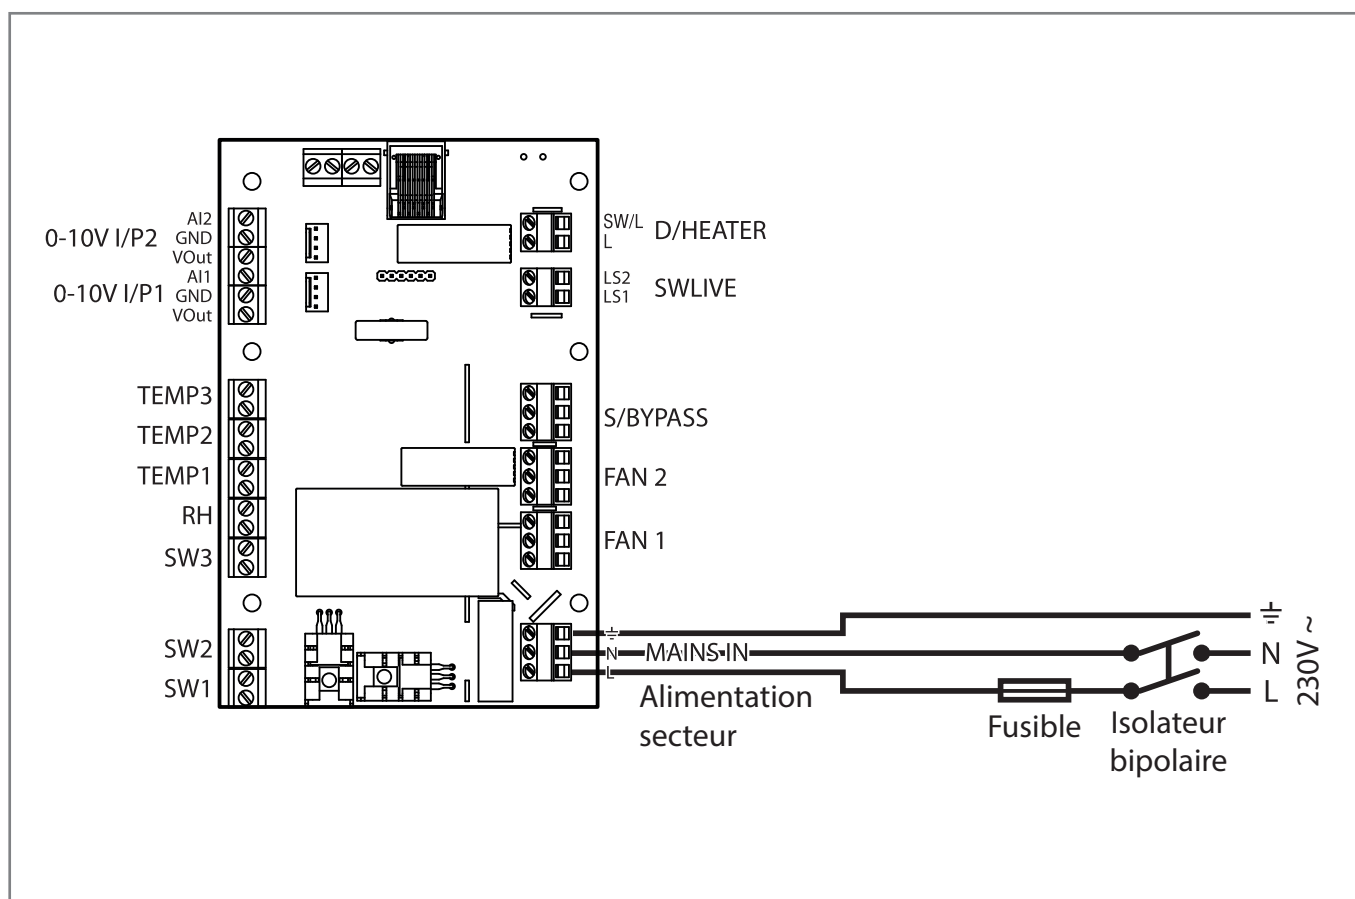 AI2
0-10V I/P2
GND
VOut
AI1
0-10V I/P1
GND
VOut
TEMP3
TEMP2
TEMP1
RH
SW3
SW2
SW1
SW/L
D/HEATER
L
LS2
SWLIVE
LS1
S/BYPASS
FAN 2
FAN 1
N
MAINS IN
L
Alimentation
secteur
Fusible
Isolateur
bipolaire
N
L
230V ~